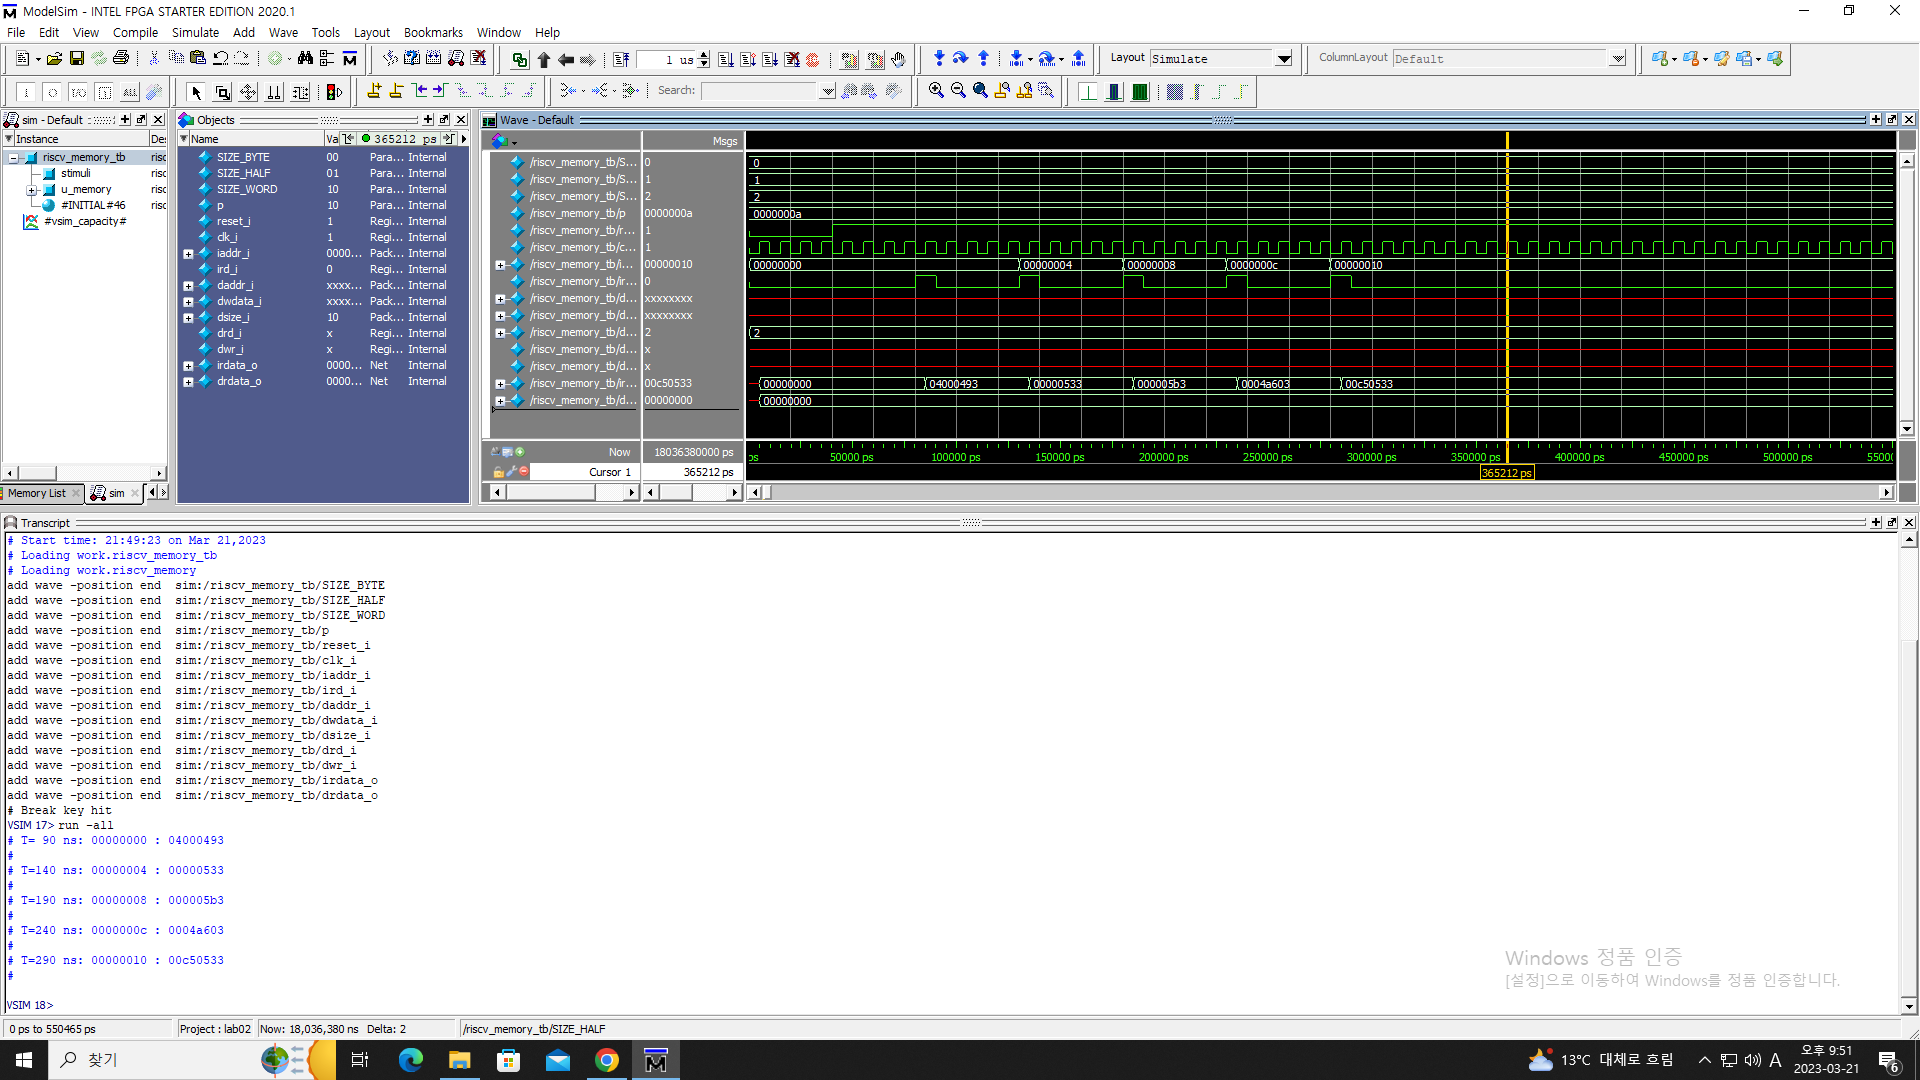 ModelSim - INTEL FPGA STARTER EDITION 2020.1
File Edit View Compile Simulate Add Wave Tools Layout Bookmarks Window Help
1 us
Layout Simulate
ColumnLayout Default
Search:
sim - Default
Instance Des
riscv_memory_tb risc
stimuli risc
u_memory risc
#INITIAL#46 risc
#vsim_capacity#
Memory List
sim
Objects
Name Va 365212 ps
SIZE_BYTE 00 Para... Internal
SIZE_HALF 01 Para... Internal
SIZE_WORD 10 Para... Internal
p 10 Para... Internal
reset_i 1 Regi... Internal
clk_i 1 Regi... Internal
iaddr_i 0000... Pack... Internal
ird_i 0 Regi... Internal
daddr_i xxxx... Pack... Internal
dwdata_i xxxx... Pack... Internal
dsize_i 10 Pack... Internal
drd_i x Regi... Internal
dwr_i x Regi... Internal
irdata_o 0000... Net Internal
drdata_o 0000... Net Internal
Wave - Default
Msgs
/riscv_memory_tb/S... 0 0
/riscv_memory_tb/S... 1 1
/riscv_memory_tb/S... 2 2
/riscv_memory_tb/p 0000000a 0000000a
/riscv_memory_tb/r... 1
/riscv_memory_tb/c... 1
/riscv_memory_tb/i... 00000010 00000000 00000004 00000008 0000000c 00000010
/riscv_memory_tb/ir... 0
/riscv_memory_tb/d... xxxxxxxx
/riscv_memory_tb/d... xxxxxxxx
/riscv_memory_tb/d... 2 2
/riscv_memory_tb/d... x
/riscv_memory_tb/d... x
/riscv_memory_tb/ir... 00c50533 00000000 04000493 00000533 000005b3 0004a603 00c50533
/riscv_memory_tb/d... 00000000 00000000
Now 18036380000 ps ps 50000 ps 100000 ps 150000 ps 200000 ps 250000 ps 300000 ps 350000 ps 400000 ps 450000 ps 500000 ps 5500
Cursor 1 365212 ps 365212 ps
Transcript
# Start time: 21:49:23 on Mar 21,2023
# Loading work.riscv_memory_tb
# Loading work.riscv_memory
add wave -position end  sim:/riscv_memory_tb/SIZE_BYTE
add wave -position end  sim:/riscv_memory_tb/SIZE_HALF
add wave -position end  sim:/riscv_memory_tb/SIZE_WORD
add wave -position end  sim:/riscv_memory_tb/p
add wave -position end  sim:/riscv_memory_tb/reset_i
add wave -position end  sim:/riscv_memory_tb/clk_i
add wave -position end  sim:/riscv_memory_tb/iaddr_i
add wave -position end  sim:/riscv_memory_tb/ird_i
add wave -position end  sim:/riscv_memory_tb/daddr_i
add wave -position end  sim:/riscv_memory_tb/dwdata_i
add wave -position end  sim:/riscv_memory_tb/dsize_i
add wave -position end  sim:/riscv_memory_tb/drd_i
add wave -position end  sim:/riscv_memory_tb/dwr_i
add wave -position end  sim:/riscv_memory_tb/irdata_o
add wave -position end  sim:/riscv_memory_tb/drdata_o
# Break key hit
VSIM 17> run -all
# T= 90 ns: 00000000 : 04000493
#
# T=140 ns: 00000004 : 00000533
#
# T=190 ns: 00000008 : 000005b3
#
# T=240 ns: 0000000c : 0004a603
#
# T=290 ns: 00000010 : 00c50533
#
VSIM 18>
Windows 정품 인증
[설정]으로 이동하여 Windows를 정품 인증합니다.
0 ps to 550465 ps Project : lab02 Now: 18,036,380 ns Delta: 2 /riscv_memory_tb/SIZE_HALF
찾기
13°C 대체로 흐림
A
오후 9:51
2023-03-21
6